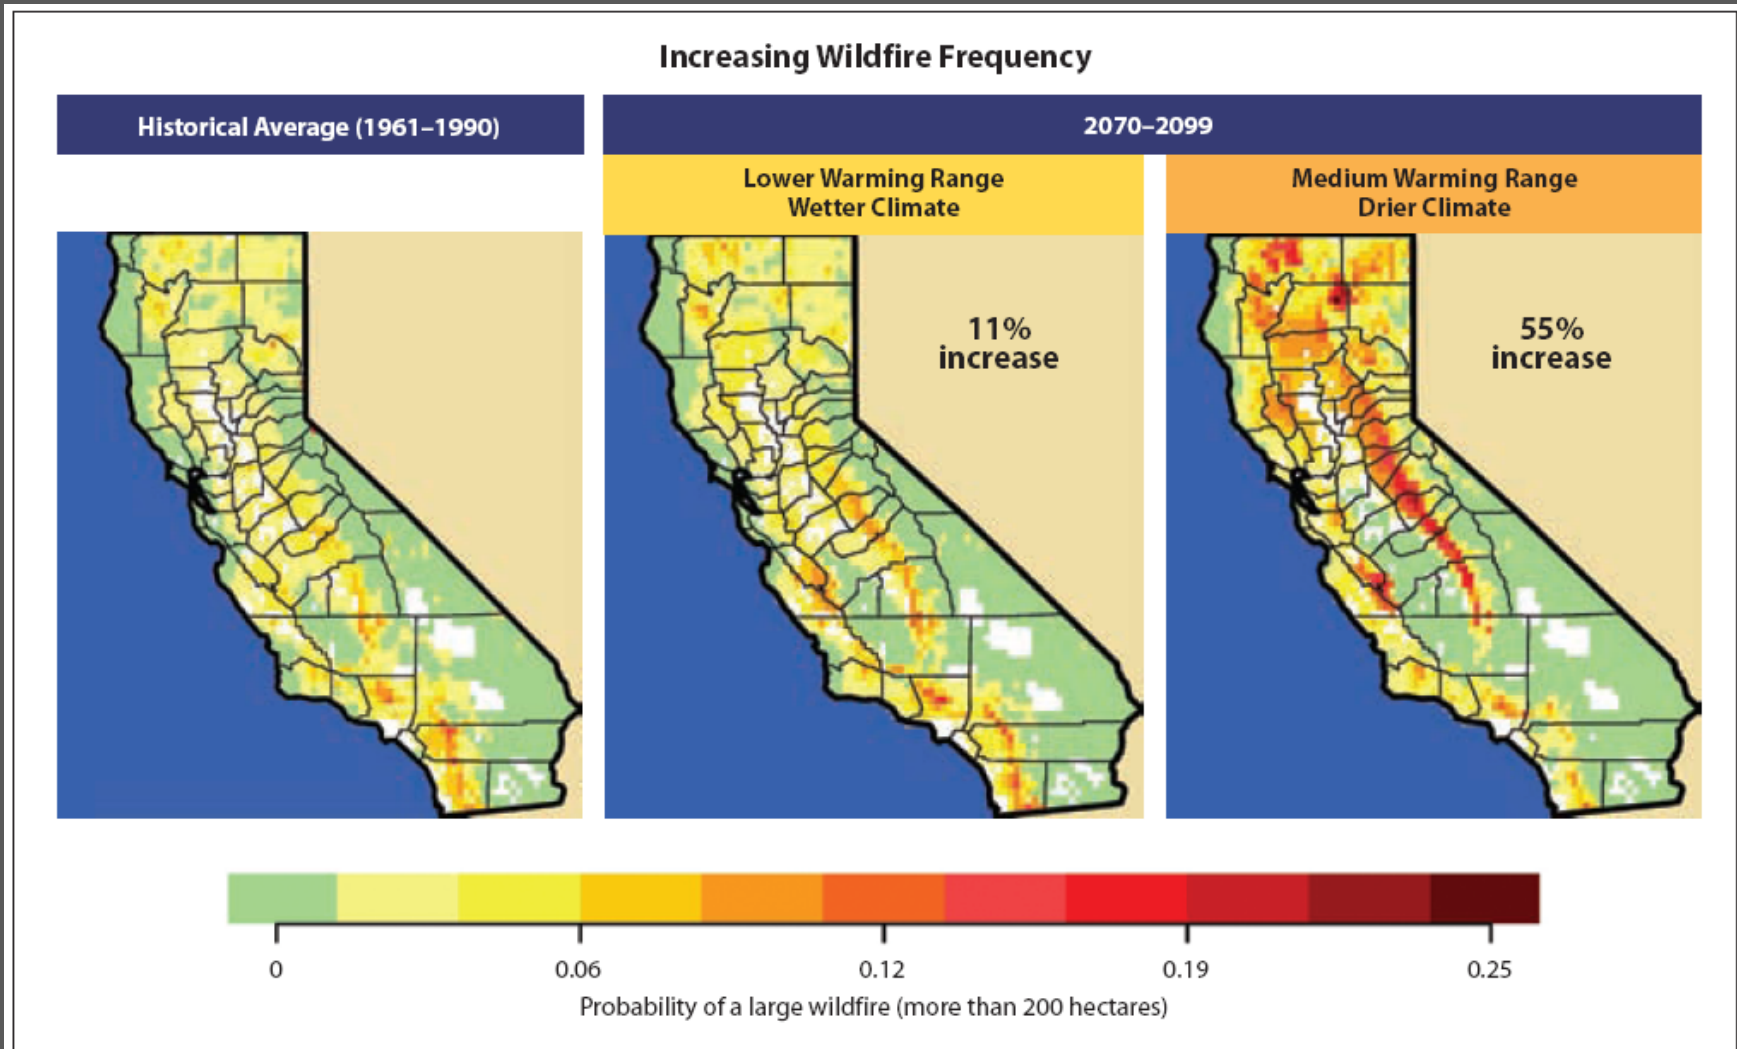 Increasing Wildfire Frequency
Historical Average (1961–1990)
2070–2099
Lower Warming Range
Wetter Climate
Medium Warming Range
Drier Climate
11%
increase
55%
increase
0 0.06 0.12 0.19 0.25
Probability of a large wildfire (more than 200 hectares)